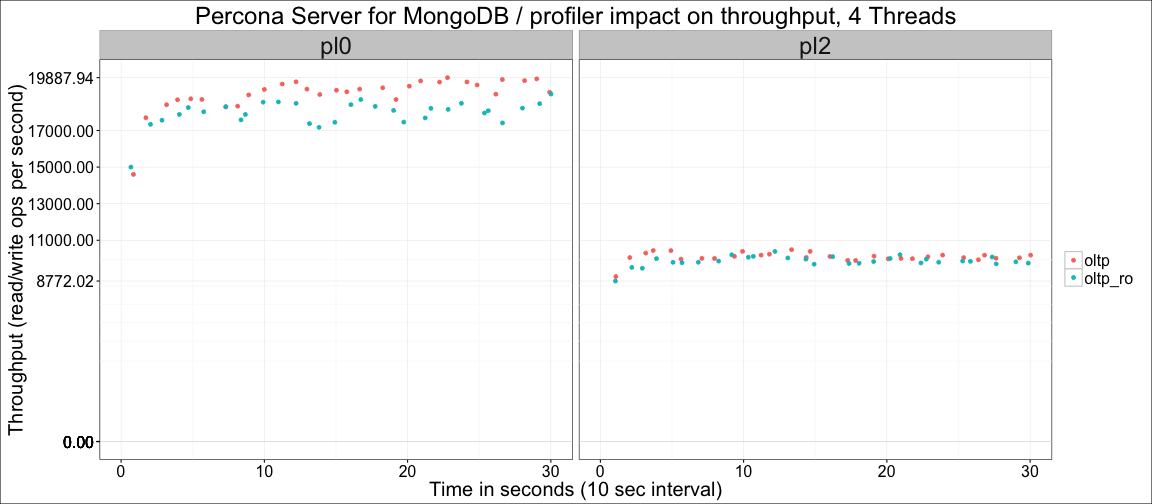 Percona Server for MongoDB / profiler impact on throughput, 4 Threads
pl0
pl2
Throughput (read/write ops per second)
19887.94
17000.00
15000.00
13000.00
11000.00
8772.02
0.00
0 10 20 30
0 10 20 30
Time in seconds (10 sec interval)
oltp
oltp_ro